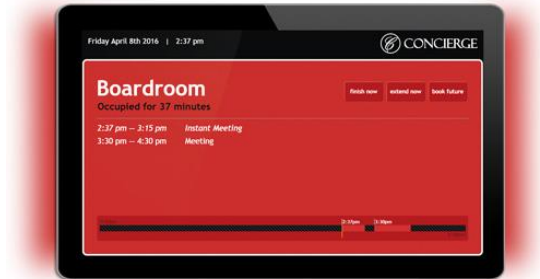 Friday April 8th 2016 | 2:37 pm
CONCIERGE
Boardroom
Occupied for 37 minutes
finish now extend now book future
2:37 pm — 3:15 pm Instant Meeting
3:30 pm — 4:30 pm Meeting
2:37pm 3:30pm